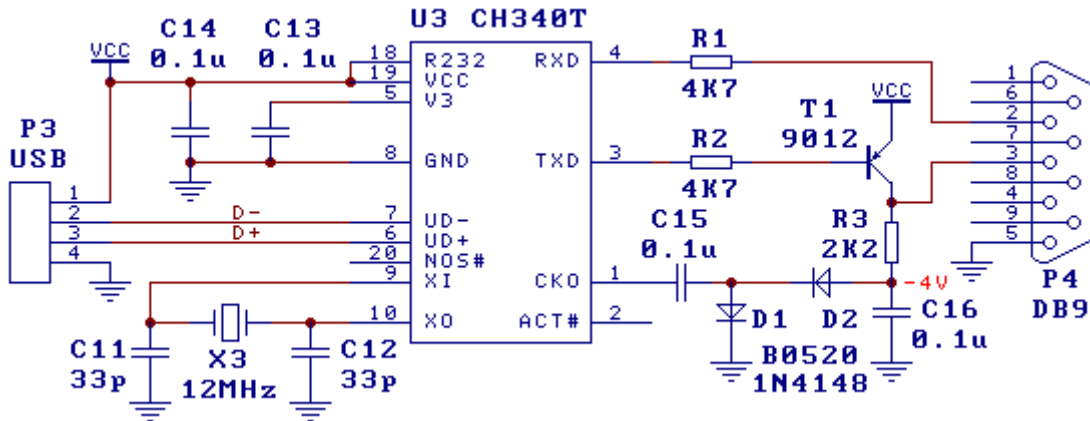 U3 CH340T
C14
0.1u
C13
0.1u
VCC
18
19
5
8
7
6
20
9
10
R232
VCC
V3
GND
UD-
UD+
NOS#
XI
XO
RXD
TXD
CKO
ACT#
4
3
1
2
P3
USB
1
2
3
4
D-
D+
C11
33p
X3
12MHz
C12
33p
R1
4K7
R2
4K7
T1
9012
VCC
R3
2K2
C15
0.1u
-4V
D1
D2
B0520
1N4148
C16
0.1u
1
6
2
7
3
8
4
9
5
P4
DB9